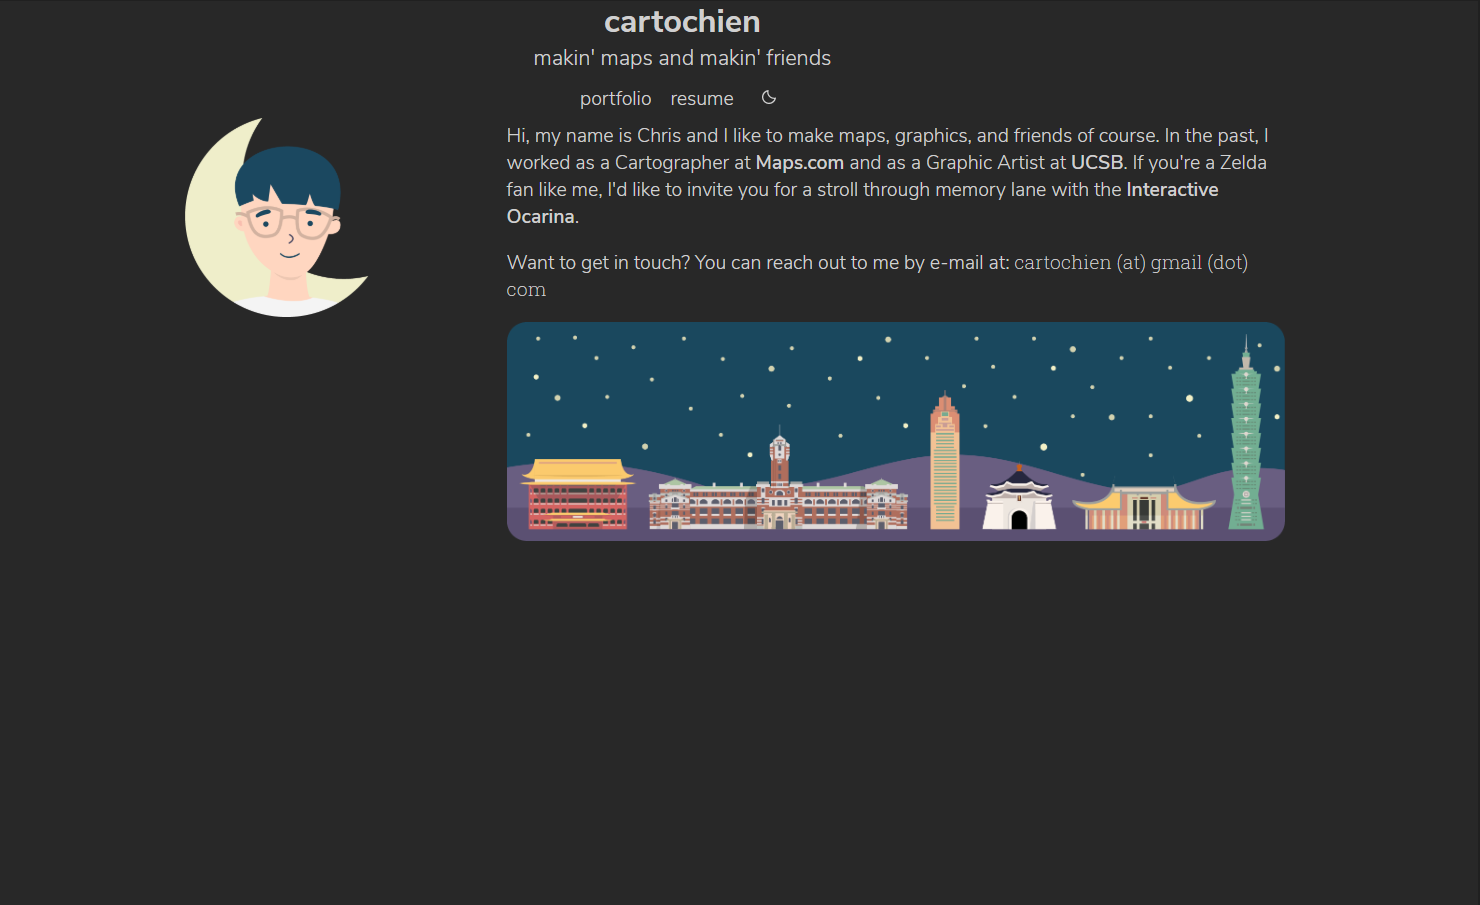 cartochien
makin' maps and makin' friends
portfolio resume
Hi, my name is Chris and I like to make maps, graphics, and friends of course. In the past, I
worked as a Cartographer at Maps.com and as a Graphic Artist at UCSB. If you're a Zelda
fan like me, I'd like to invite you for a stroll through memory lane with the Interactive
Ocarina.
Want to get in touch? You can reach out to me by e-mail at: cartochien (at) gmail (dot)
com